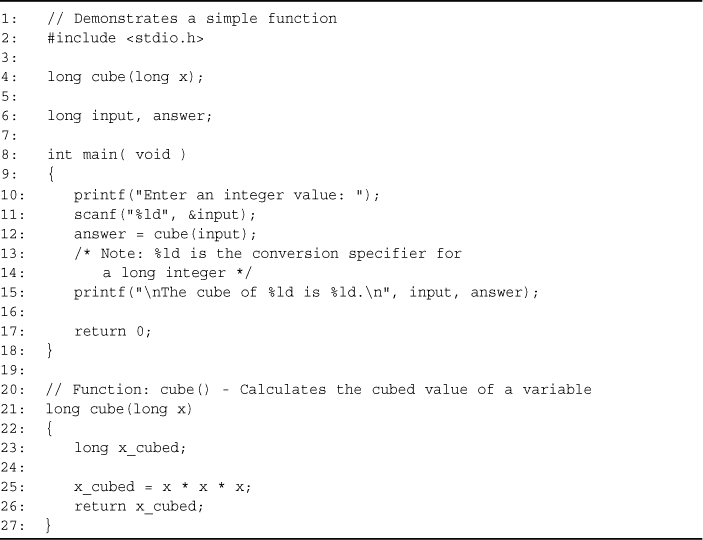 1: // Demonstrates a simple function
2: #include <stdio.h>
3:
4: long cube(long x);
5:
6: long input, answer;
7:
8: int main( void )
9: {
10: printf("Enter an integer value: ");
11: scanf("%ld", &input);
12: answer = cube(input);
13: /* Note: %ld is the conversion specifier for
14: a long integer */
15: printf("\nThe cube of %ld is %ld.\n", input, answer);
16:
17: return 0;
18: }
19:
20: // Function: cube() - Calculates the cubed value of a variable
21: long cube(long x)
22: {
23: long x_cubed;
24:
25: x_cubed = x * x * x;
26: return x_cubed;
27: }